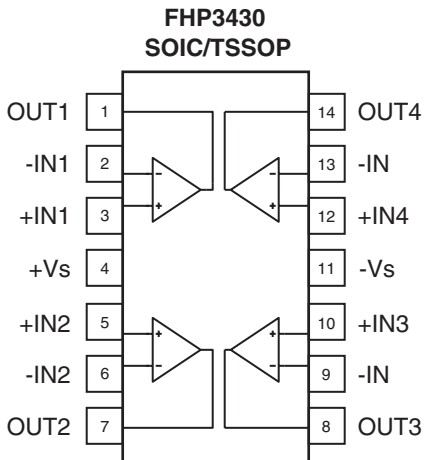 FHP3430
SOIC/TSSOP
OUT1 1 14 OUT4
-IN1 2 13 -IN
+IN1 3 12 +IN4
+Vs 4 11 -Vs
+IN2 5 10 +IN3
-IN2 6 9 -IN
OUT2 7 8 OUT3